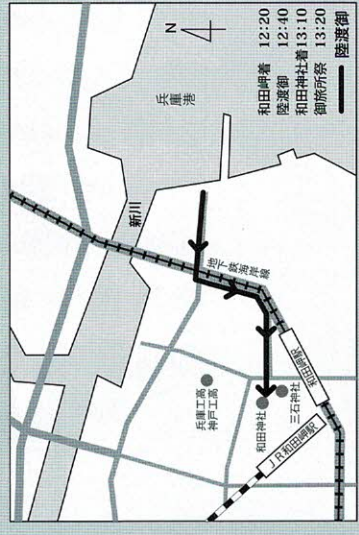 和田岬着 12:20
陸渡御 12:40
和田神社着 13:10
御旅所祭 13:20
陸渡御
N
兵庫港
新川
地下鉄海岸線
兵庫工高
神戸工高
和田神社
三石神社
和田岬駅
JR和田岬駅